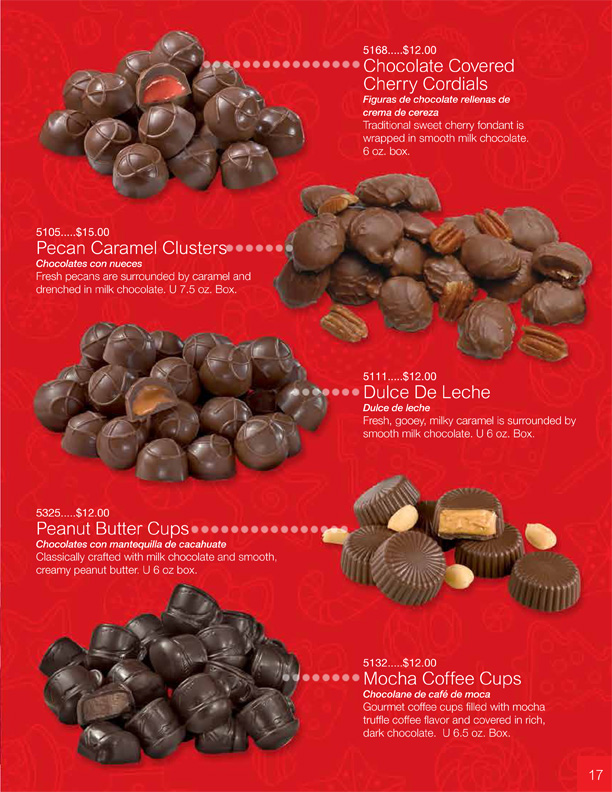 5168.....$12.00
Chocolate Covered
Cherry Cordials
Figuras de chocolate rellenas de
crema de cereza
Traditional sweet cherry fondant is
wrapped in smooth milk chocolate.
6 oz. box.
5105.....$15.00
Pecan Caramel Clusters
Chocolates con nueces
Fresh pecans are surrounded by caramel and
drenched in milk chocolate. U 7.5 oz. Box.
5111.....$12.00
Dulce De Leche
Dulce de leche
Fresh, gooey, milky caramel is surrounded by
smooth milk chocolate. U 6 oz. Box.
5325.....$12.00
Peanut Butter Cups
Chocolates con mantequilla de cacahuate
Classically crafted with milk chocolate and smooth,
creamy peanut butter. U 6 oz box.
5132.....$12.00
Mocha Coffee Cups
Chocolane de café de moca
Gourmet coffee cups filled with mocha
truffle coffee flavor and covered in rich,
dark chocolate. U 6.5 oz. Box.
17